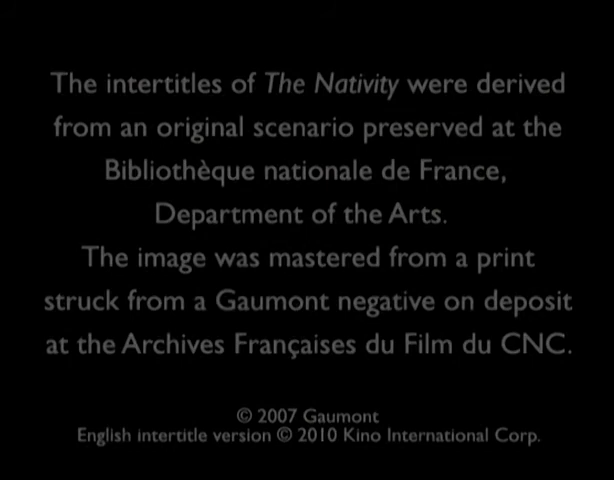 The intertitles of The Nativity were derived
from an original scenario preserved at the
Bibliothèque nationale de France,
Department of the Arts.
The image was mastered from a print
struck from a Gaumont negative on deposit
at the Archives Françaises du Film du CNC.
© 2007 Gaumont
English intertitle version © 2010 Kino International Corp.